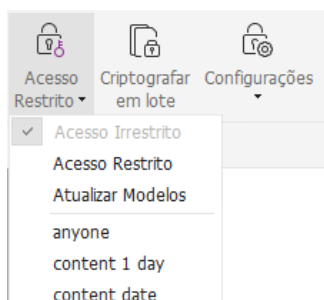 Acesso
Restrito
Criptografar
em lote
Configurações
Acesso Irrestrito
Acesso Restrito
Atualizar Modelos
anyone
content 1 day
content date